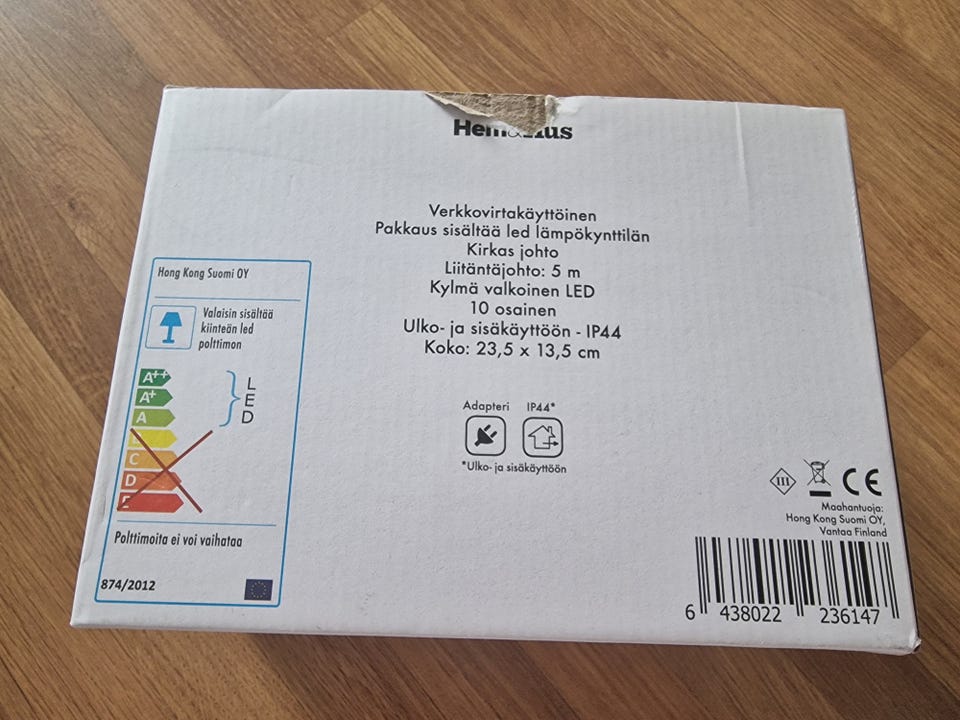 Verkkovirtakäyttöinen
Pakkaus sisältää led lämpökynttilän
Kirkas johto
Liitäntäjohto: 5 m
Kylmä valkoinen LED
10 osainen
Ulko- ja sisäkäyttöön - IP44
Koko: 23,5 x 13,5 cm
Adapteri
IP44*
*Ulko- ja sisäkäyttöön
Hong Kong Suomi OY
Valaisin sisältää
kiinteän led
polttimon
A++
A+
A
C
D
L
E
D
Polttimoita ei voi vaihataa
874/2012
III
CE
Maahantuoja:
Hong Kong Suomi OY,
Vantaa Finland
6 438022 236147